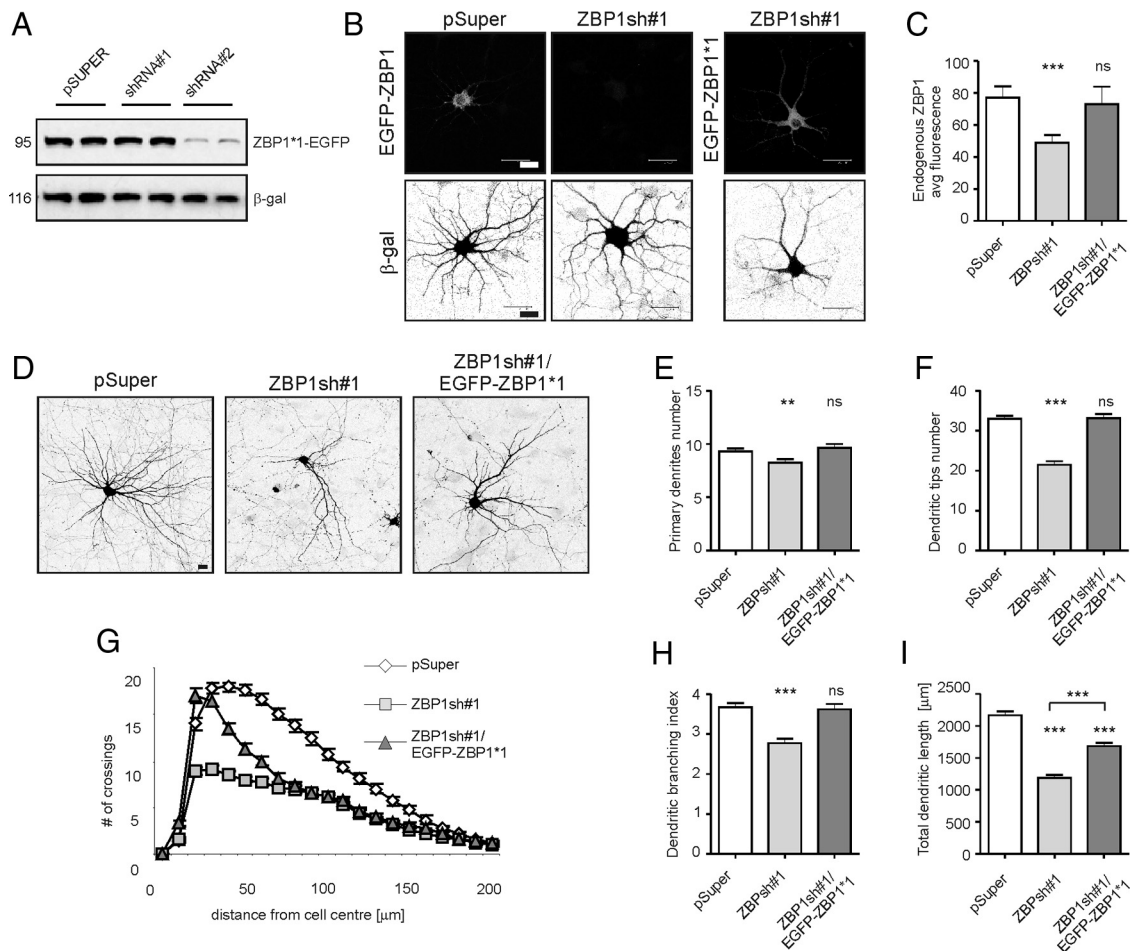 A
pSUPER
shRNA#1
shRNA#2
95
ZBP1*1-EGFP
116
β-gal
B
pSuper
ZBP1sh#1
ZBP1sh#1
EGFP-ZBP1
EGFP-ZBP1*1
β-gal
C
Endogenous ZBP1
avg fluorescence
100
80
60
40
20
0
***
ns
pSuper
ZBPsh#1
ZBP1sh#1/
EGFP-ZBP1*1
D
pSuper
ZBP1sh#1
ZBP1sh#1/
EGFP-ZBP1*1
E
Primary denrites number
15
10
5
0
**
ns
pSuper
ZBPsh#1
ZBP1sh#1/
EGFP-ZBP1*1
F
Dendritic tips number
40
30
20
10
0
***
ns
pSuper
ZBPsh#1
ZBP1sh#1/
EGFP-ZBP1*1
G
# of crossings
20
15
10
5
0
0
50
100
150
200
distance from cell centre [μm]
pSuper
ZBP1sh#1
ZBP1sh#1/
EGFP-ZBP1*1
H
Dendritic branching index
4
3
2
1
0
***
ns
pSuper
ZBPsh#1
ZBP1sh#1/
EGFP-ZBP1*1
I
Total dendrite length [μm]
2500
2000
1500
1000
500
0
***
***
***
pSuper
ZBPsh#1
ZBP1sh#1/
EGFP-ZBP1*1